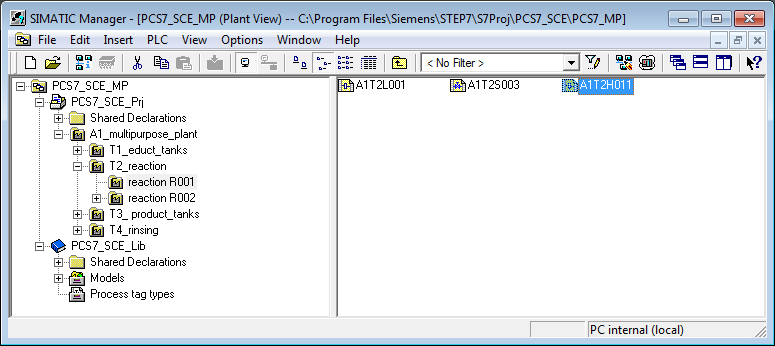 SIMATIC Manager - [PCS7_SCE_MP (Plant View) -- C:\Program Files\Siemens\STEP7\S7Proj\PCS7_SCE\PCS7_MP]
File Edit Insert PLC View Options Window Help
< No Filter >
PCS7_SCE_MP
PCS7_SCE_Prj
Shared Declarations
A1_multipurpose_plant
T1_educt_tanks
T2_reaction
reaction R001
reaction R002
T3_ product_tanks
T4_rinsing
PCS7_SCE_Lib
Shared Declarations
Models
Process tag types
A1T2L001 A1T2S003 A1T2H011
PC internal (local)